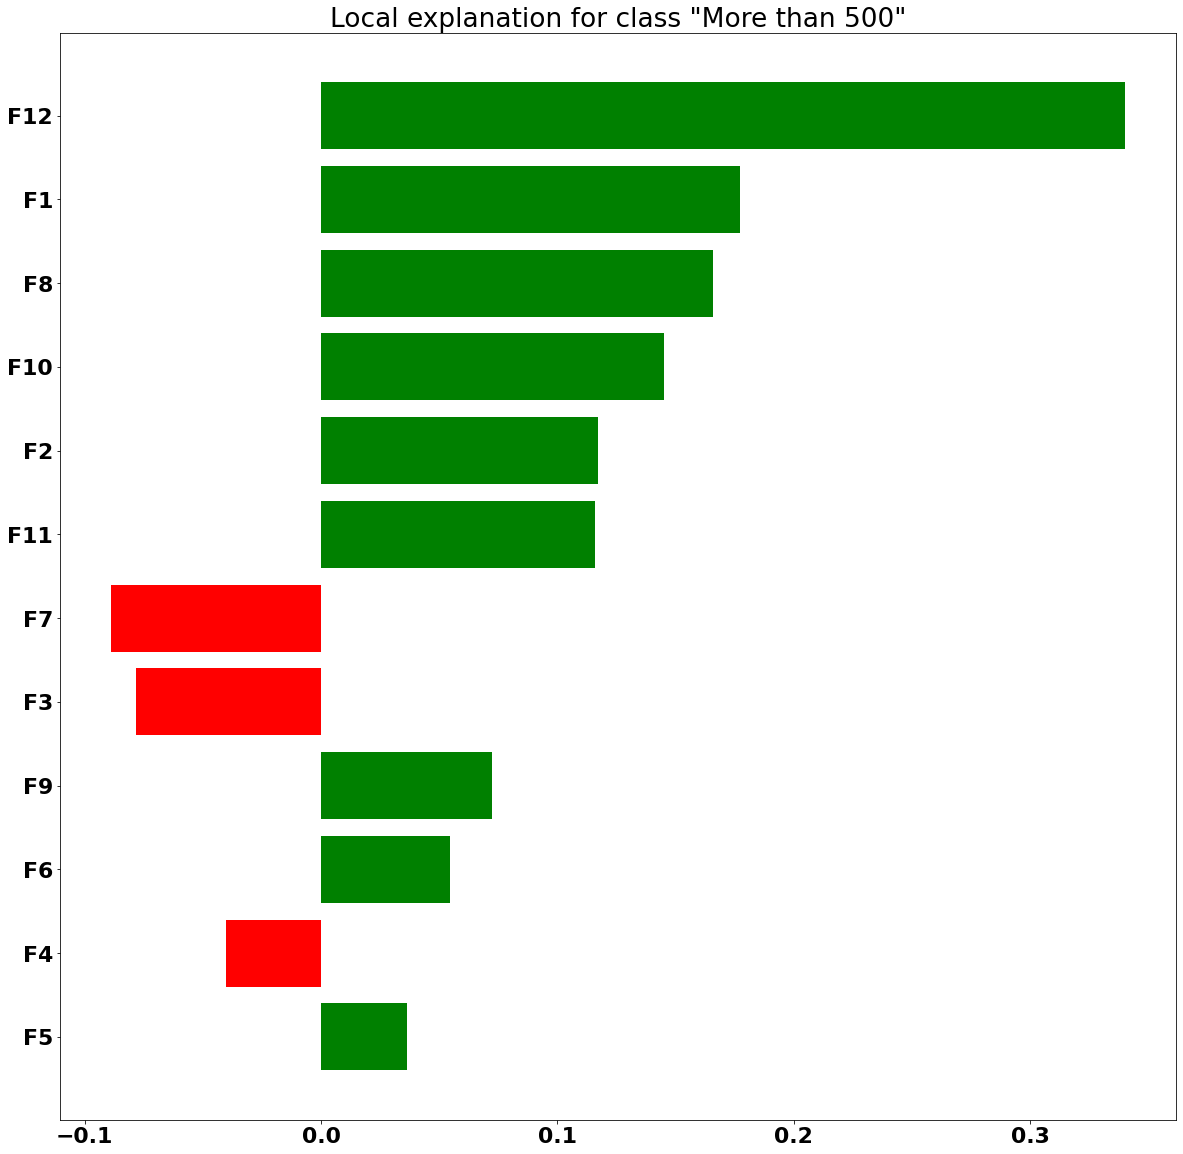 Local explanation for class "More than 500"
F12
F1
F8
F10
F2
F11
F7
F3
F9
F6
F4
F5
−0.1 0.0 0.1 0.2 0.3